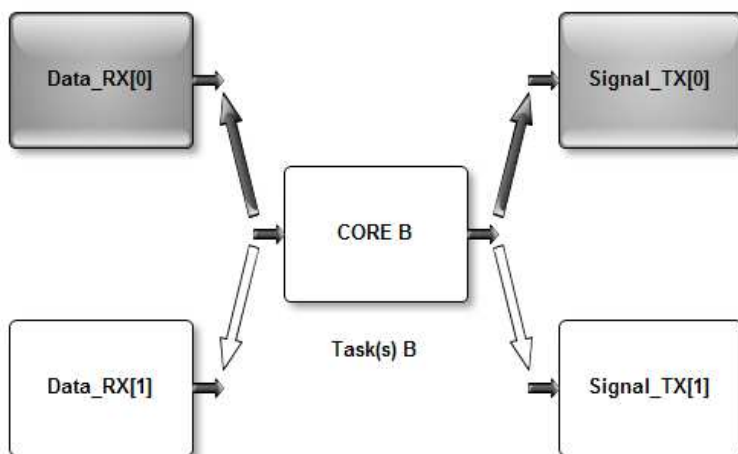 Data_RX[0]
Signal_TX[0]
CORE B
Task(s) B
Data_RX[1]
Signal_TX[1]